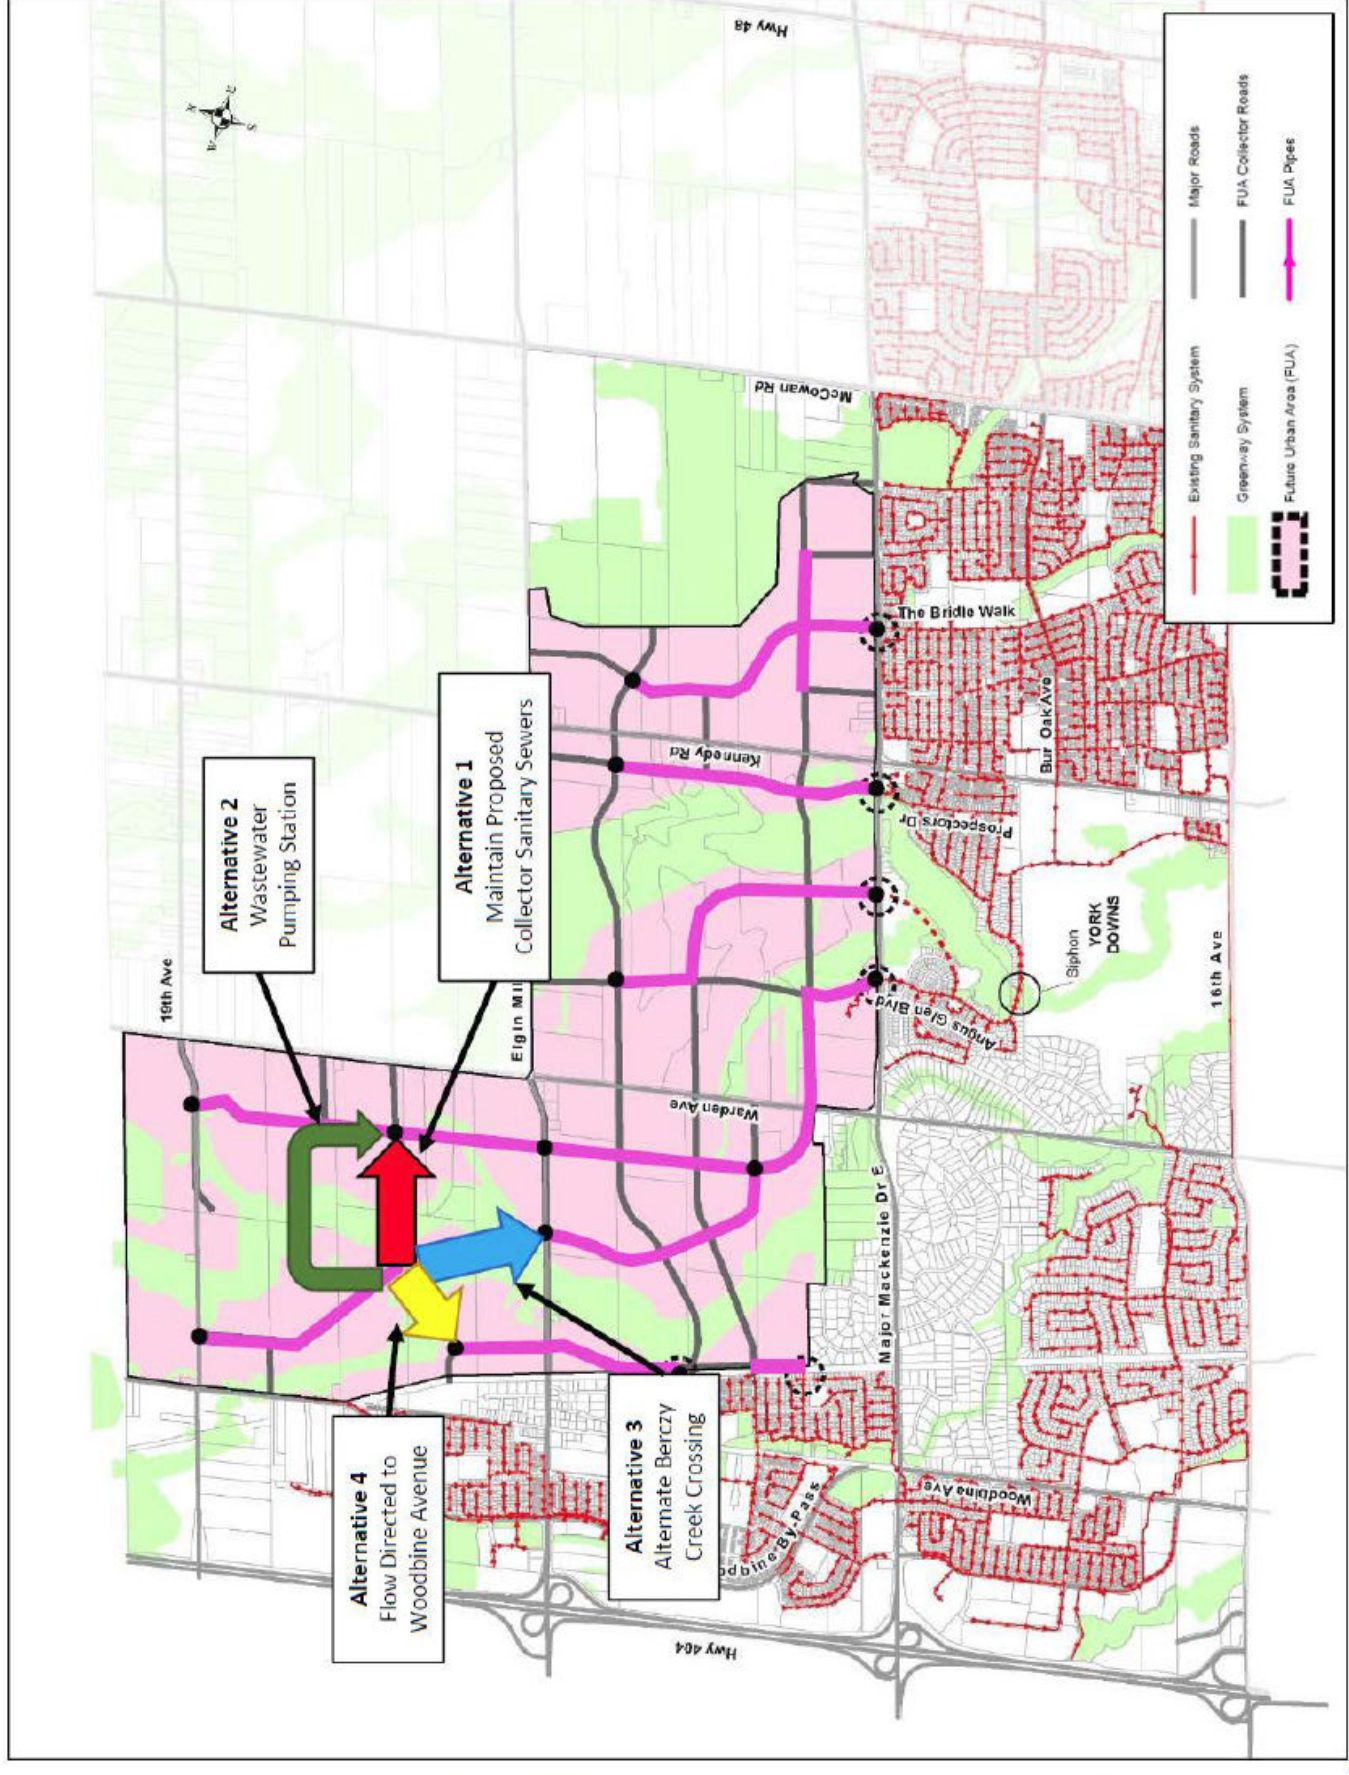 Hwy 48
N
E
S
W
McCowan Rd
19th Ave
Alternative 2
Wastewater
Pumping Station
Alternative 1
Maintain Proposed
Collector Sanitary Sewers
Elgin Mil
Kennedy Rd
Warden Ave
The Bridle Walk
Prospectors Dr
Bur Oak Ave
Angus Glen Blvd
Siphon
YORK
DOWNS
16th Ave
Major Mackenzie Dr E
Alternative 4
Flow Directed to
Woodbine Avenue
Alternative 3
Alternate Berczy
Creek Crossing
By-Pass
Woodbine Ave
Hwy 404
Existing Sanitary System
Major Roads
Greenway System
FUA Collector Roads
Future Urban Area (FUA)
FUA Pipes